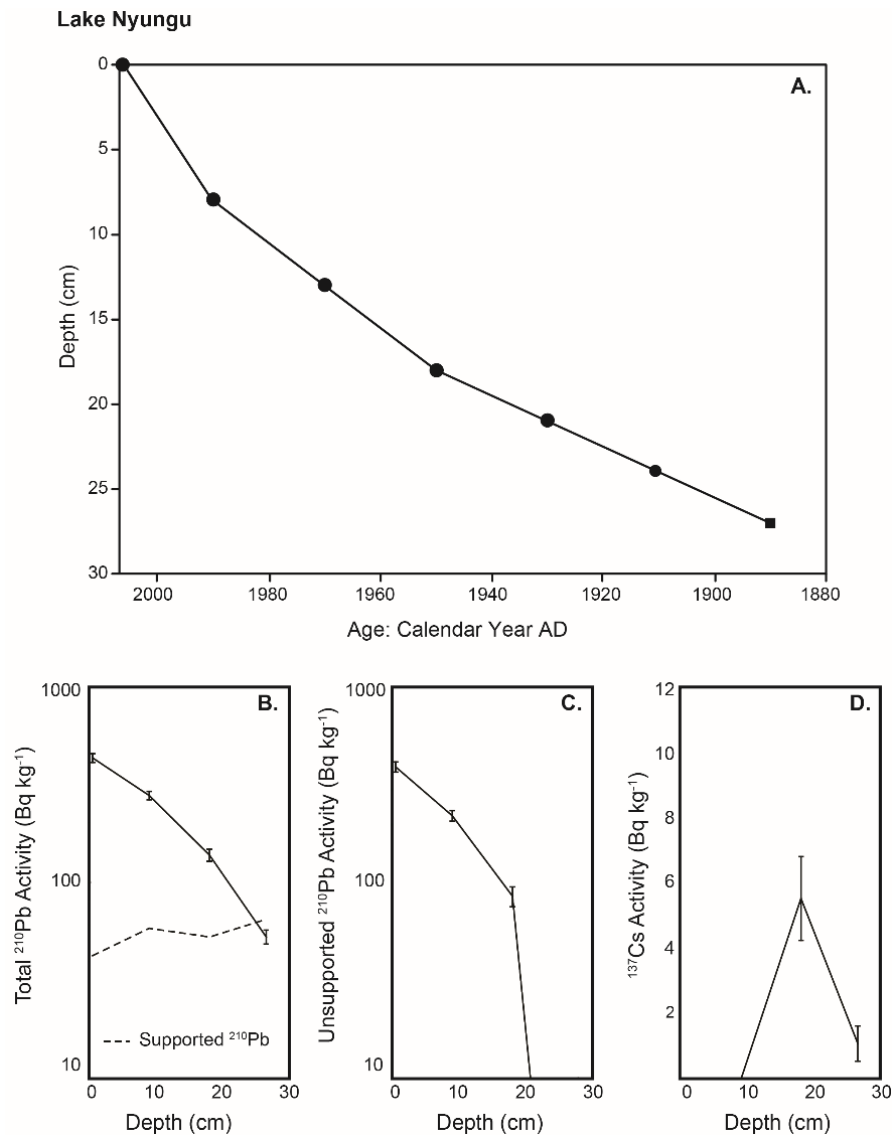 Lake Nyungu
A.
0
5
10
15
20
25
30
Depth (cm)
2000 1980 1960 1940 1920 1900 1880
Age: Calendar Year AD
B.
1000
100
10
Total ²¹⁰Pb Activity (Bq kg⁻¹)
Supported ²¹⁰Pb
0 10 20 30
Depth (cm)
C.
1000
100
10
Unsupported ²¹⁰Pb Activity (Bq kg⁻¹)
0 10 20 30
Depth (cm)
D.
12
10
8
6
4
2
¹³⁷Cs Activity (Bq kg⁻¹)
0 10 20 30
Depth (cm)